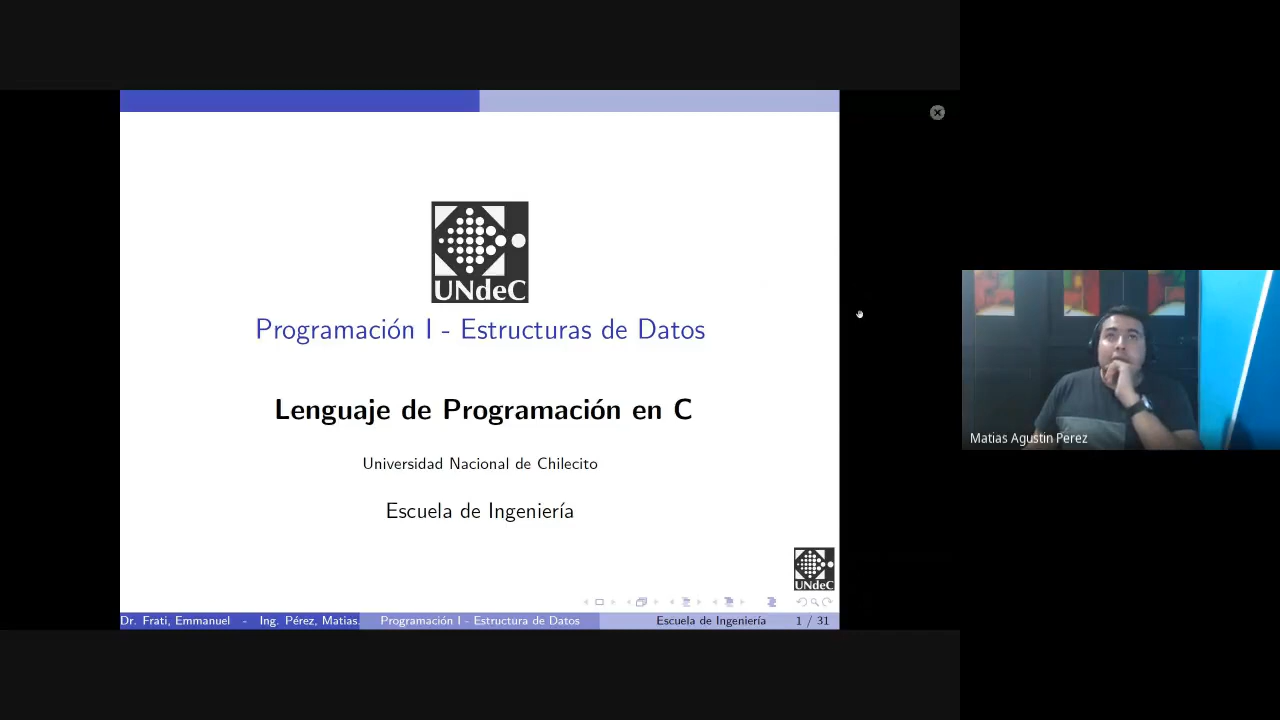 UNdeC
Programación I - Estructuras de Datos
Lenguaje de Programación en C
Universidad Nacional de Chilecito
Escuela de Ingeniería
UNdeC
Dr. Frati, Emmanuel - Ing. Pérez, Matias. Programación I - Estructura de Datos Escuela de Ingeniería 1 / 31
Matias Agustin Perez